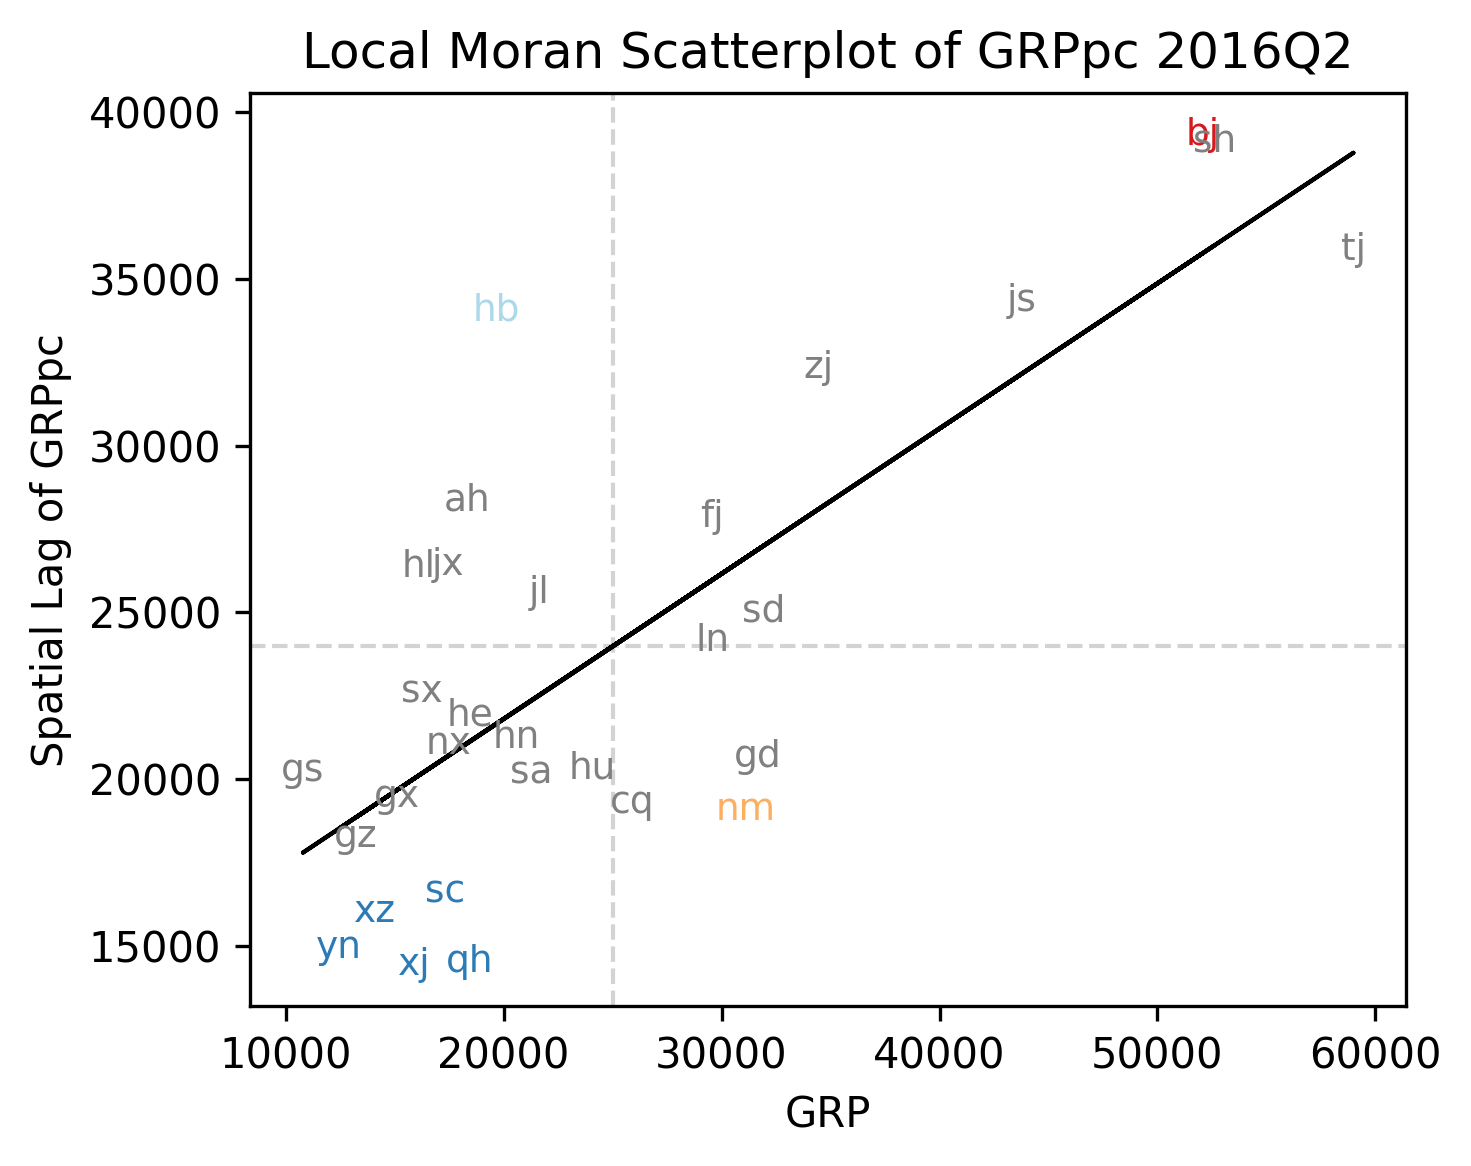 Local Moran Scatterplot of GRPpc 2016Q2
40000
bj
sh
tj
35000
hb
js
zj
Spatial Lag of GRPpc
30000
ah
fj
hl
jx
jl
25000
sd
ln
sx
he
hn
nx
gd
gs
sa
hu
20000
gx
cq
nm
gz
sc
xz
yn
15000
xj
qh
10000
20000
30000
40000
50000
60000
GRP